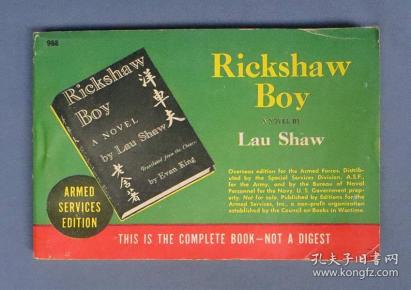 988
Rickshaw
Boy
A NOVEL
by Lau Shaw
洋車夫
老舍著
Translated from the Chinese
by Evan King
ARMED
SERVICES
EDITION
Rickshaw
Boy
A NOVEL BY
Lau Shaw
Overseas edition for the Armed Forces. Distrib-
uted by the Special Services Division, A.S.F.,
for the Army, and by the Bureau of Naval
Personnel for the Navy. U. S. Government prop-
erty. Not for sale. Published by Editions for the
Armed Services, Inc., a non-profit organization
established by the Council on Books in Wartime.
THIS IS THE COMPLETE BOOK—NOT A DIGEST
孔夫子旧书网
www.kongfz.com